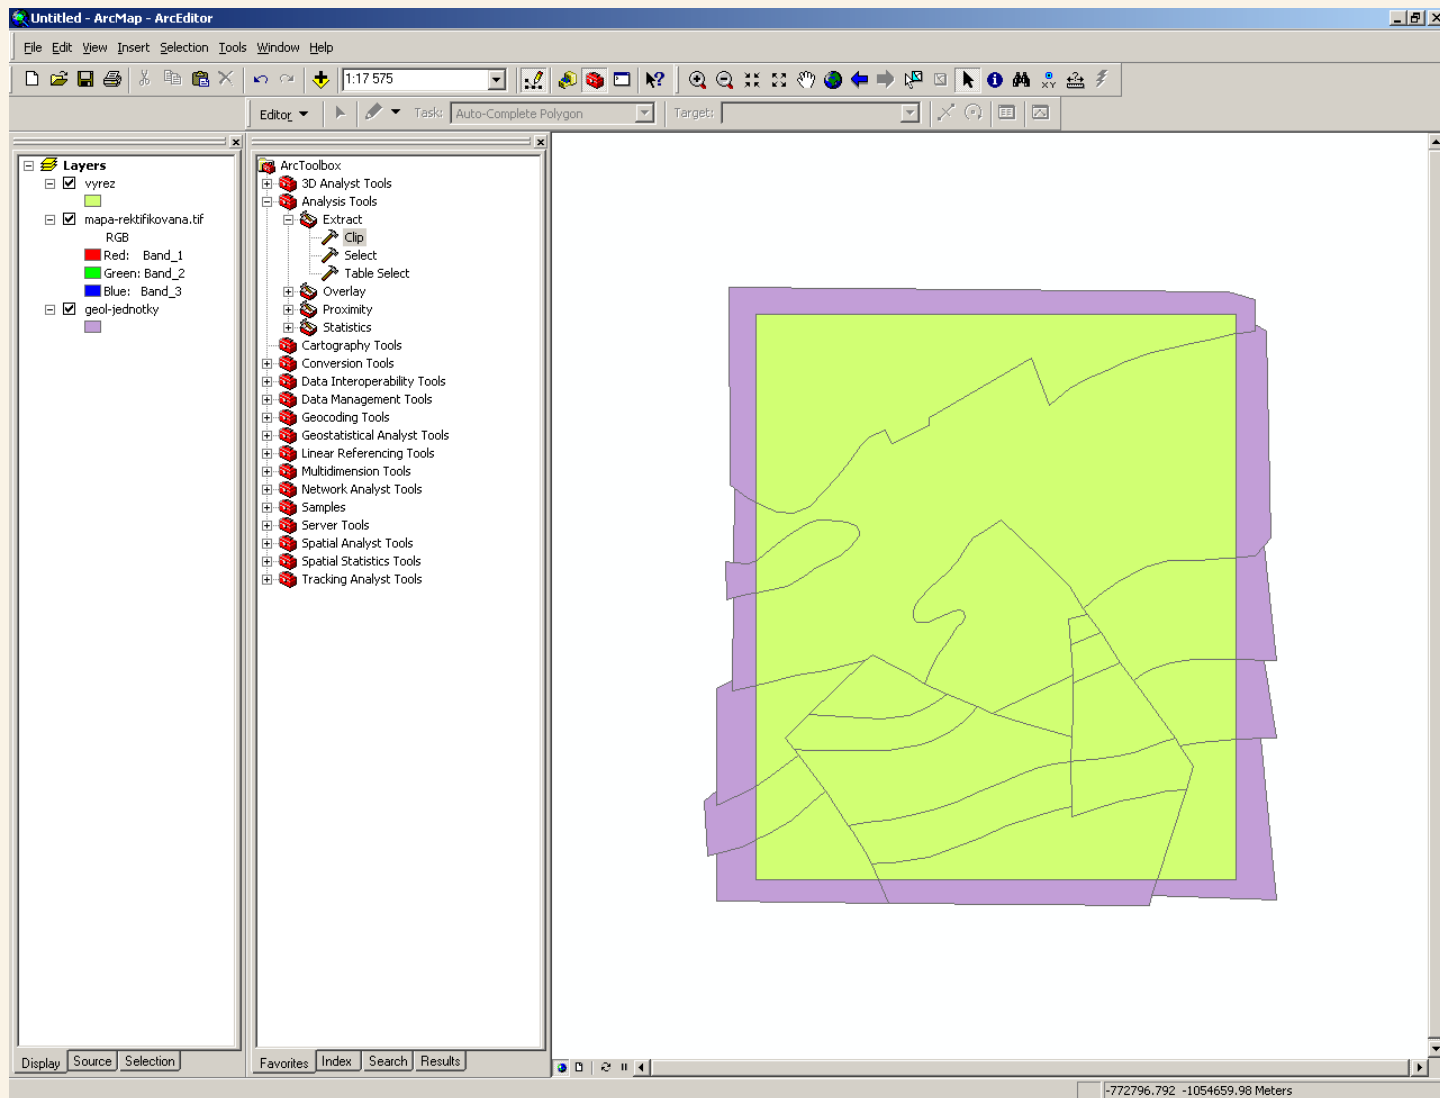 Untitled - ArcMap - ArcEditor
File Edit View Insert Selection Tools Window Help
1:17 575
Editor Task: Auto-Complete Polygon Target:
Layers
vyrez
mapa-rektifikovana.tif
RGB
Red: Band_1
Green: Band_2
Blue: Band_3
geol-jednotky
ArcToolbox
3D Analyst Tools
Analysis Tools
Extract
Clip
Select
Table Select
Overlay
Proximity
Statistics
Cartography Tools
Conversion Tools
Data Interoperability Tools
Data Management Tools
Geocoding Tools
Geostatistical Analyst Tools
Linear Referencing Tools
Multidimension Tools
Network Analyst Tools
Samples
Server Tools
Spatial Analyst Tools
Spatial Statistics Tools
Tracking Analyst Tools
Display Source Selection
Favorites Index Search Results
-772796.792 -1054659.98 Meters